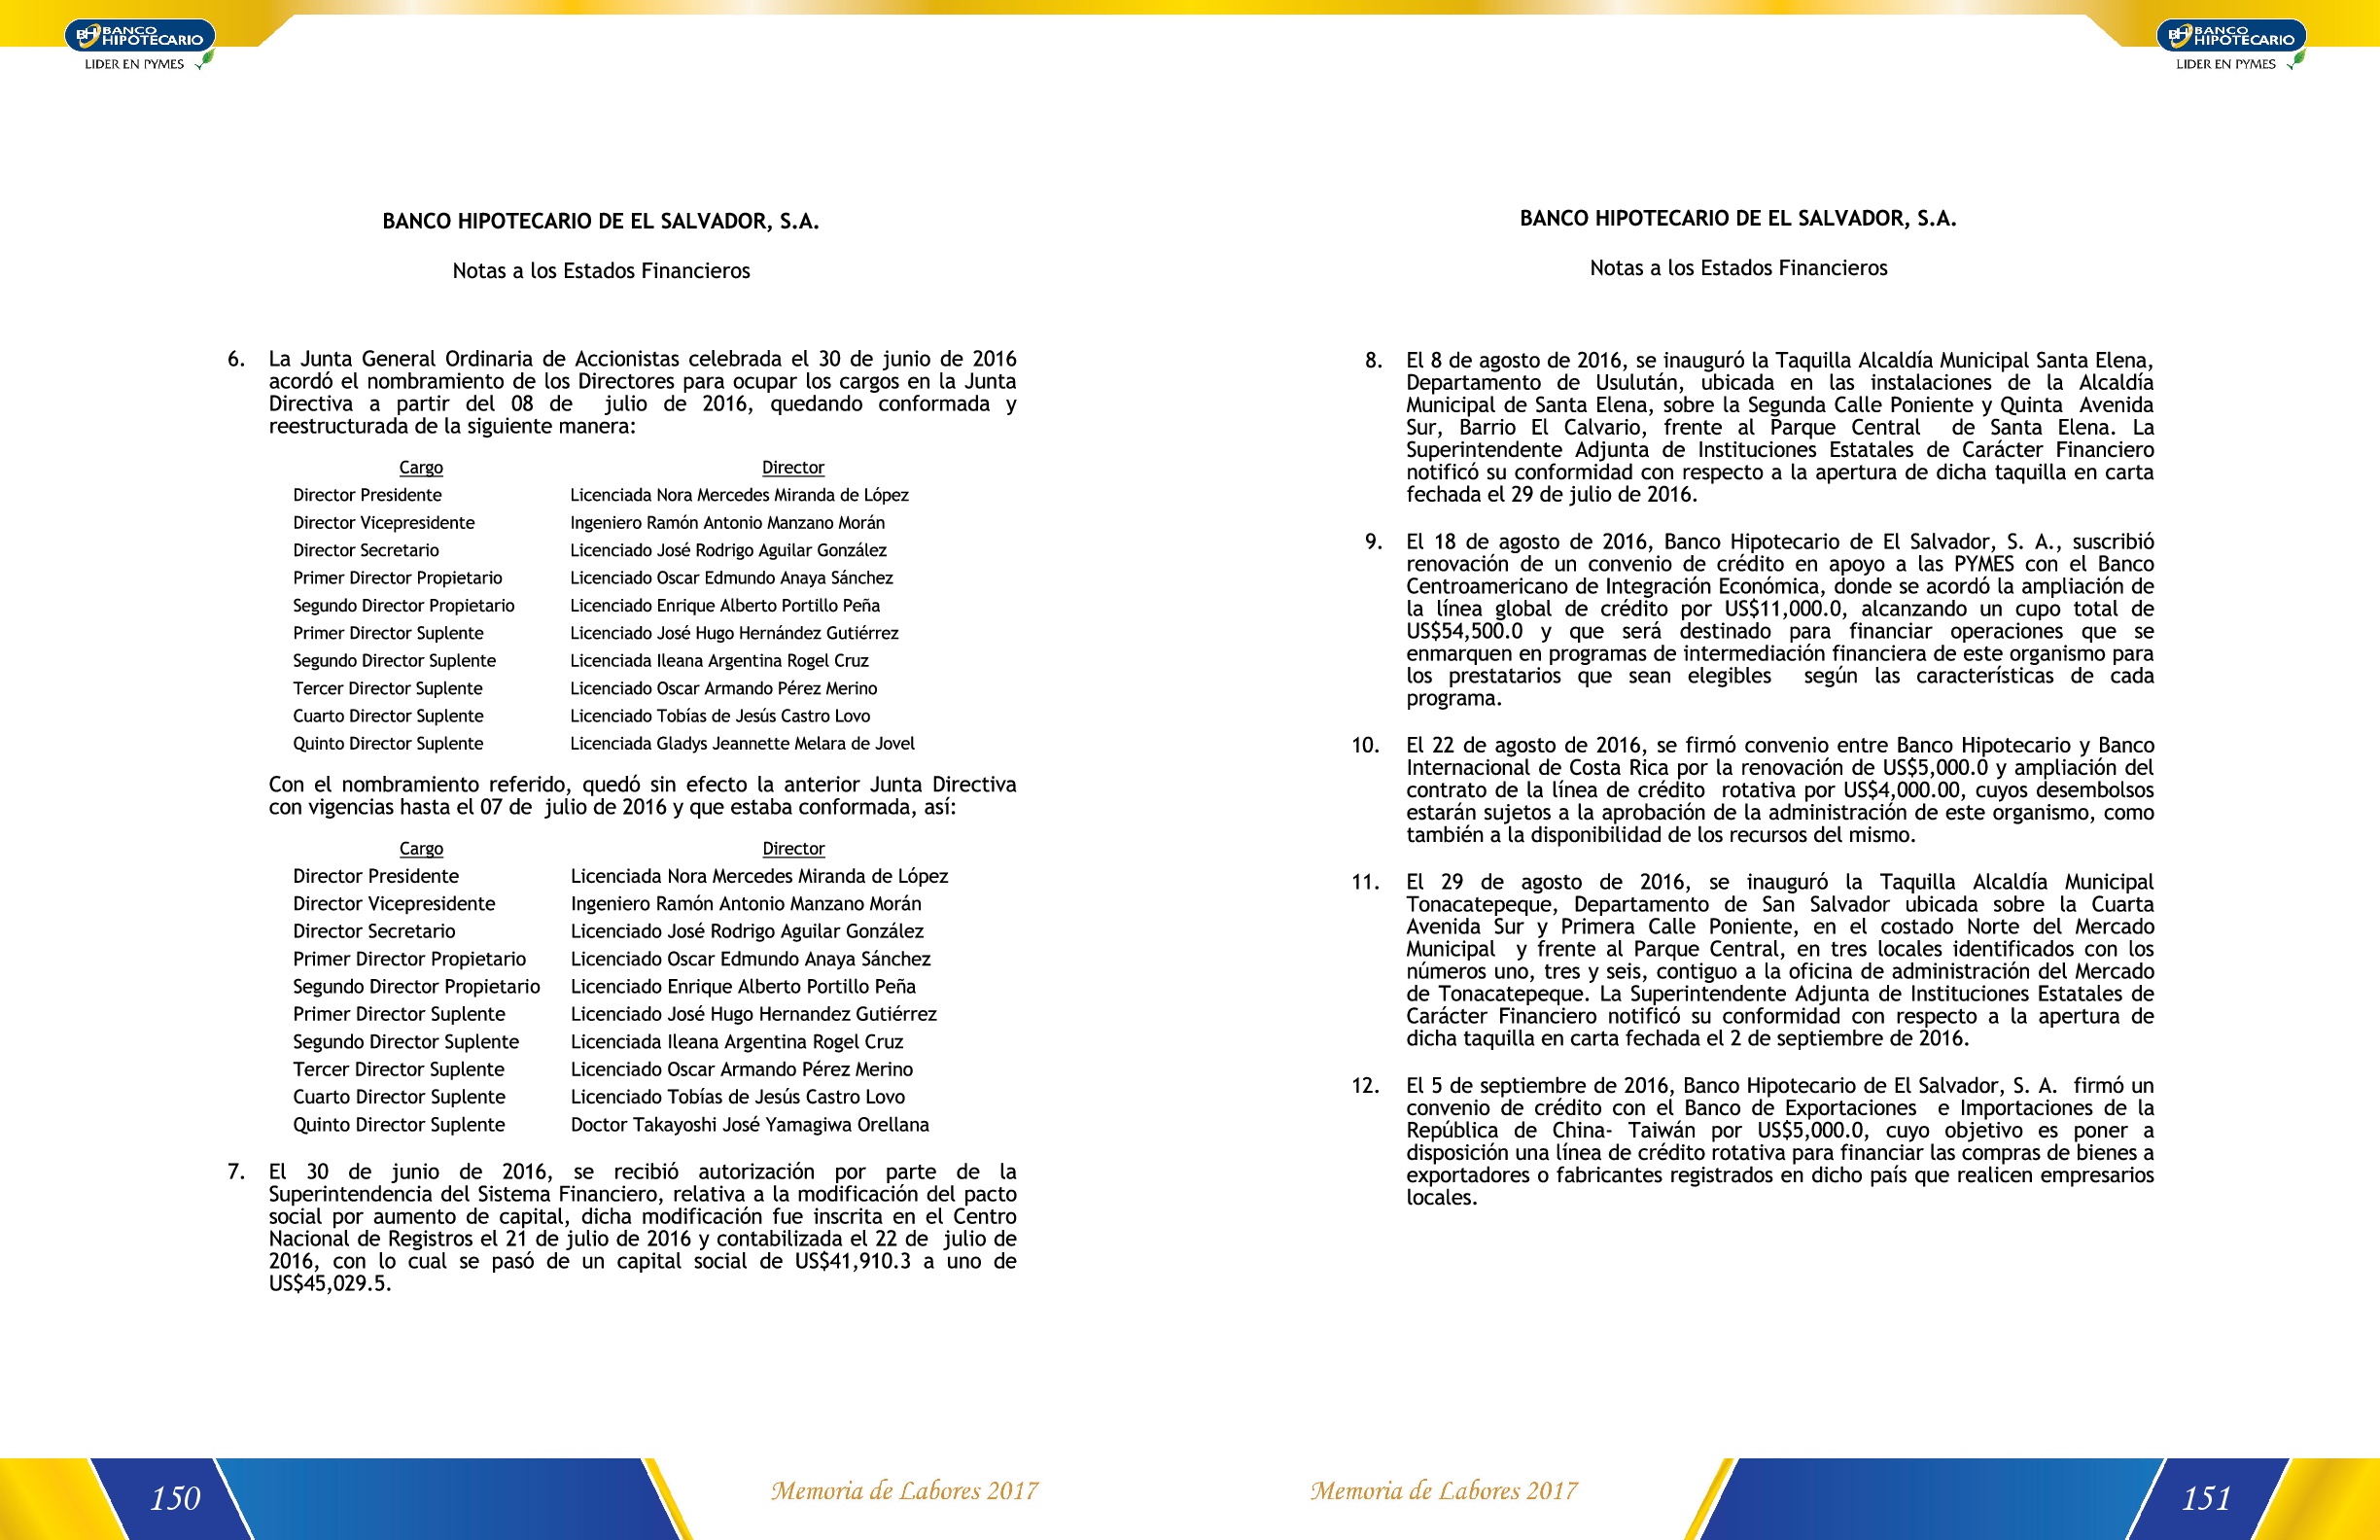 BANCO
HIPOTECARIO
LIDER EN PYMES
BANCO HIPOTECARIO DE EL SALVADOR, S.A.
Notas a los Estados Financieros
6. La Junta General Ordinaria de Accionistas celebrada el 30 de junio de 2016
acordó el nombramiento de los Directores para ocupar los cargos en la Junta
Directiva a partir del 08 de julio de 2016, quedando conformada y
reestructurada de la siguiente manera:
Cargo Director
Director Presidente Licenciada Nora Mercedes Miranda de López
Director Vicepresidente Ingeniero Ramón Antonio Manzano Morán
Director Secretario Licenciado José Rodrigo Aguilar González
Primer Director Propietario Licenciado Oscar Edmundo Anaya Sánchez
Segundo Director Propietario Licenciado Enrique Alberto Portillo Peña
Primer Director Suplente Licenciado José Hugo Hernández Gutiérrez
Segundo Director Suplente Licenciada Ileana Argentina Rogel Cruz
Tercer Director Suplente Licenciado Oscar Armando Pérez Merino
Cuarto Director Suplente Licenciado Tobías de Jesús Castro Lovo
Quinto Director Suplente Licenciada Gladys Jeannette Melara de Jovel
Con el nombramiento referido, quedó sin efecto la anterior Junta Directiva
con vigencias hasta el 07 de julio de 2016 y que estaba conformada, así:
Cargo Director
Director Presidente Licenciada Nora Mercedes Miranda de López
Director Vicepresidente Ingeniero Ramón Antonio Manzano Morán
Director Secretario Licenciado José Rodrigo Aguilar González
Primer Director Propietario Licenciado Oscar Edmundo Anaya Sánchez
Segundo Director Propietario Licenciado Enrique Alberto Portillo Peña
Primer Director Suplente Licenciado José Hugo Hernandez Gutiérrez
Segundo Director Suplente Licenciada Ileana Argentina Rogel Cruz
Tercer Director Suplente Licenciado Oscar Armando Pérez Merino
Cuarto Director Suplente Licenciado Tobías de Jesús Castro Lovo
Quinto Director Suplente Doctor Takayoshi José Yamagiwa Orellana
7. El 30 de junio de 2016, se recibió autorización por parte de la
Superintendencia del Sistema Financiero, relativa a la modificación del pacto
social por aumento de capital, dicha modificación fue inscrita en el Centro
Nacional de Registros el 21 de julio de 2016 y contabilizada el 22 de julio de
2016, con lo cual se pasó de un capital social de US$41,910.3 a uno de
US$45,029.5.
150
Memoria de Labores 2017
BANCO
HIPOTECARIO
LIDER EN PYMES
BANCO HIPOTECARIO DE EL SALVADOR, S.A.
Notas a los Estados Financieros
8. El 8 de agosto de 2016, se inauguró la Taquilla Alcaldía Municipal Santa Elena,
Departamento de Usulután, ubicada en las instalaciones de la Alcaldía
Municipal de Santa Elena, sobre la Segunda Calle Poniente y Quinta Avenida
Sur, Barrio El Calvario, frente al Parque Central de Santa Elena. La
Superintendente Adjunta de Instituciones Estatales de Carácter Financiero
notificó su conformidad con respecto a la apertura de dicha taquilla en carta
fechada el 29 de julio de 2016.
9. El 18 de agosto de 2016, Banco Hipotecario de El Salvador, S. A., suscribió
renovación de un convenio de crédito en apoyo a las PYMES con el Banco
Centroamericano de Integración Económica, donde se acordó la ampliación de
la línea global de crédito por US$11,000.0, alcanzando un cupo total de
US$54,500.0 y que será destinado para financiar operaciones que se
enmarquen en programas de intermediación financiera de este organismo para
los prestatarios que sean elegibles según las características de cada
programa.
10. El 22 de agosto de 2016, se firmó convenio entre Banco Hipotecario y Banco
Internacional de Costa Rica por la renovación de US$5,000.0 y ampliación del
contrato de la línea de crédito rotativa por US$4,000.00, cuyos desembolsos
estarán sujetos a la aprobación de la administración de este organismo, como
también a la disponibilidad de los recursos del mismo.
11. El 29 de agosto de 2016, se inauguró la Taquilla Alcaldía Municipal
Tonacatepeque, Departamento de San Salvador ubicada sobre la Cuarta
Avenida Sur y Primera Calle Poniente, en el costado Norte del Mercado
Municipal y frente al Parque Central, en tres locales identificados con los
números uno, tres y seis, contiguo a la oficina de administración del Mercado
de Tonacatepeque. La Superintendente Adjunta de Instituciones Estatales de
Carácter Financiero notificó su conformidad con respecto a la apertura de
dicha taquilla en carta fechada el 2 de septiembre de 2016.
12. El 5 de septiembre de 2016, Banco Hipotecario de El Salvador, S. A. firmó un
convenio de crédito con el Banco de Exportaciones e Importaciones de la
República de China- Taiwán por US$5,000.0, cuyo objetivo es poner a
disposición una línea de crédito rotativa para financiar las compras de bienes a
exportadores o fabricantes registrados en dicho país que realicen empresarios
locales.
Memoria de Labores 2017
151